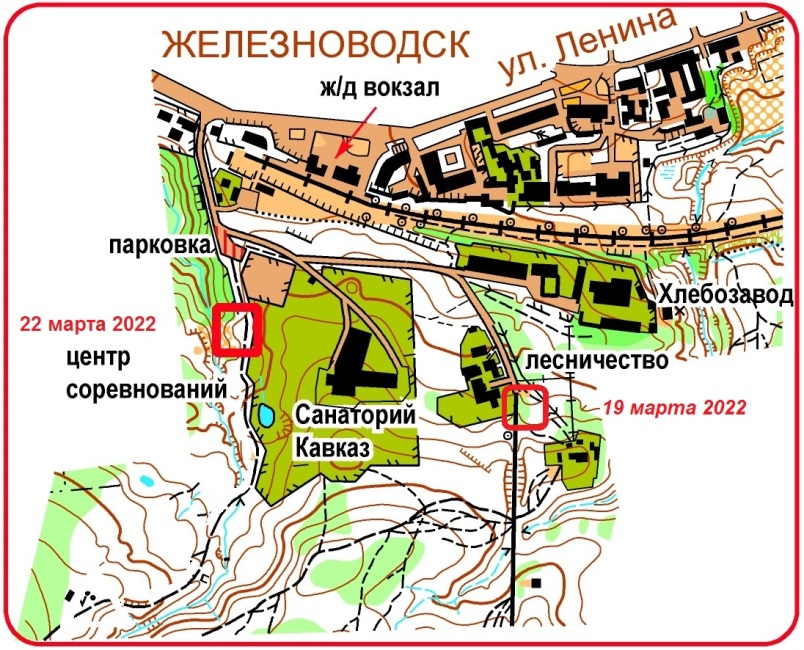 ЖЕЛЕЗНОВОДСК
ул. Ленина
ж/д вокзал
парковка
Хлебозавод
22 марта 2022
центр
соревнований
лесничество
19 марта 2022
Санаторий
Кавказ